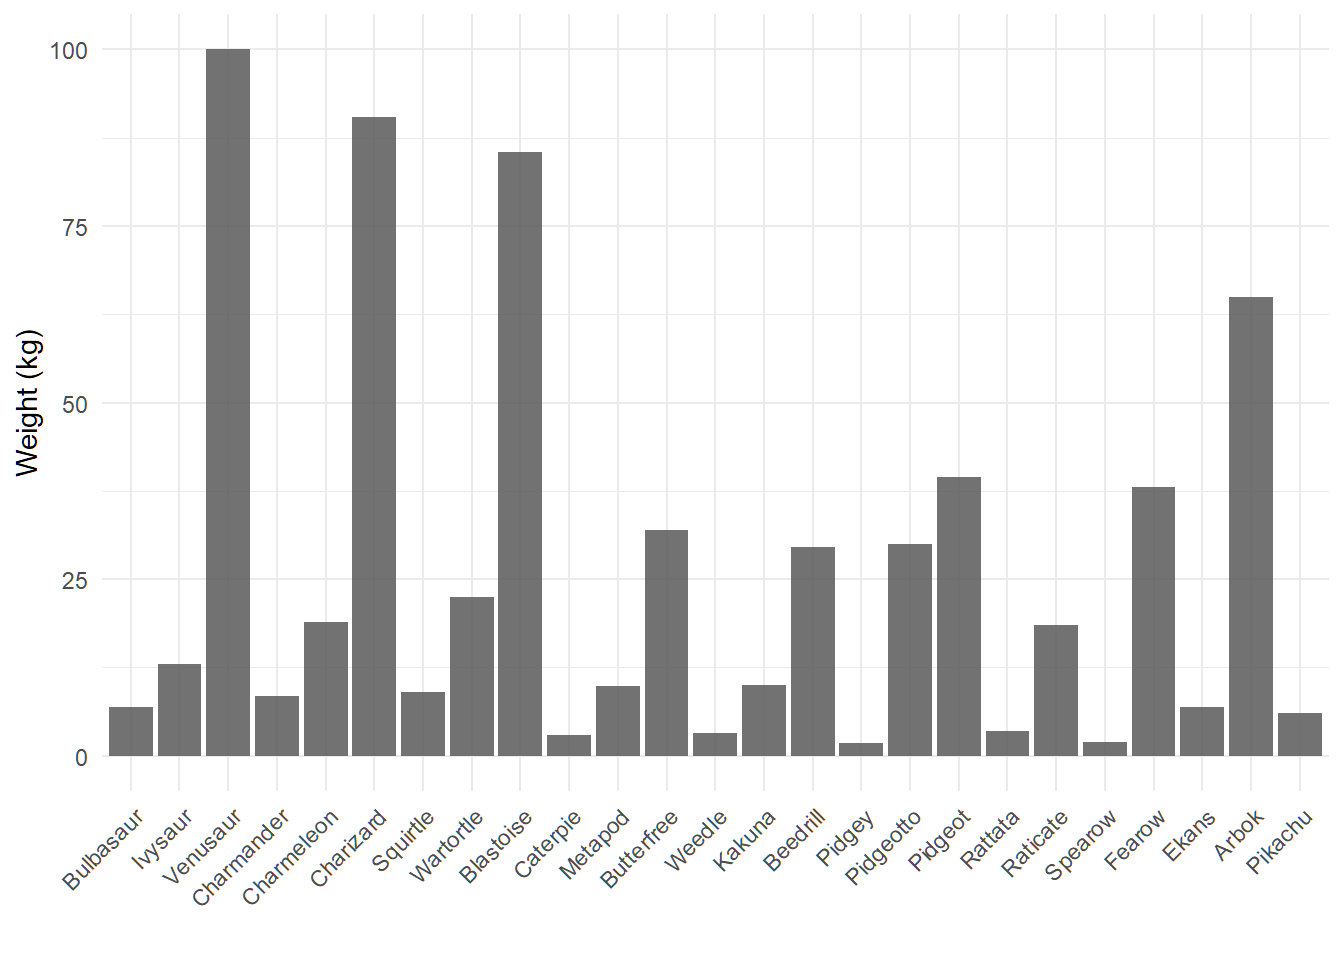 Weight (kg)
100
75
50
25
0
Bulbasaur
Ivysaur
Venusaur
Charmander
Charmeleon
Charizard
Squirtle
Wartortle
Blastoise
Caterpie
Metapod
Butterfree
Weedle
Kakuna
Beedrill
Pidgey
Pidgeotto
Pidgeot
Rattata
Raticate
Spearow
Fearow
Ekans
Arbok
Pikachu